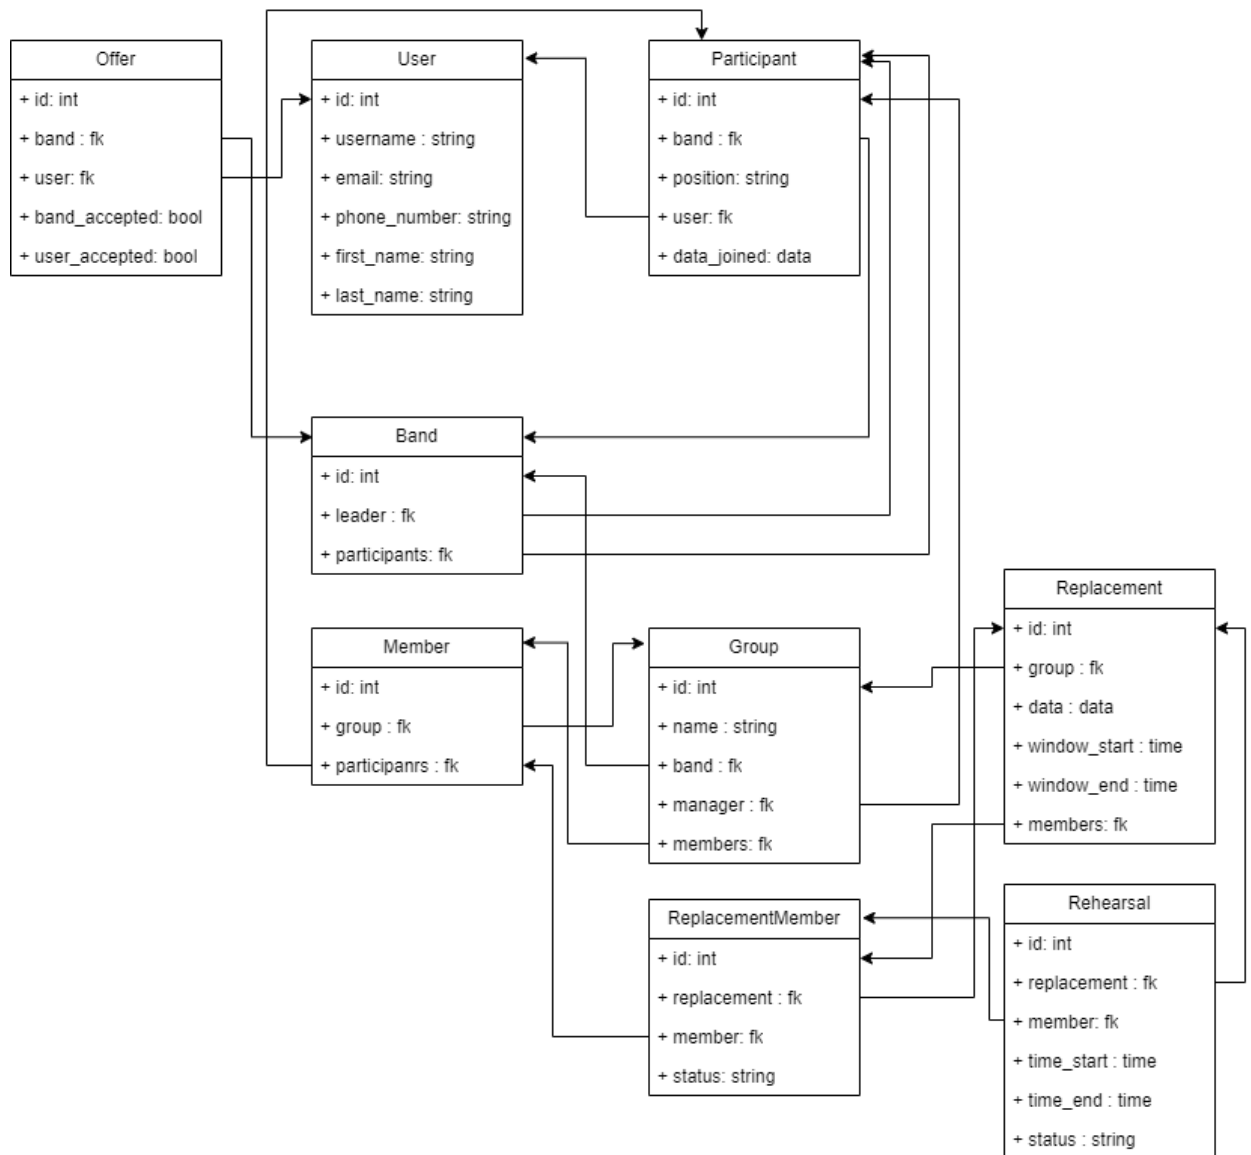 Offer
+ id: int
+ band : fk
+ user: fk
+ band_accepted: bool
+ user_accepted: bool
User
+ id: int
+ username : string
+ email: string
+ phone_number: string
+ first_name: string
+ last_name: string
Participant
+ id: int
+ band : fk
+ position: string
+ user: fk
+ data_joined: data
Band
+ id: int
+ leader : fk
+ participants: fk
Member
+ id: int
+ group : fk
+ participanrs : fk
Group
+ id: int
+ name : string
+ band : fk
+ manager : fk
+ members: fk
Replacement
+ id: int
+ group : fk
+ data : data
+ window_start : time
+ window_end : time
+ members: fk
ReplacementMember
+ id: int
+ replacement : fk
+ member: fk
+ status: string
Rehearsal
+ id: int
+ replacement : fk
+ member: fk
+ time_start : time
+ time_end : time
+ status : string